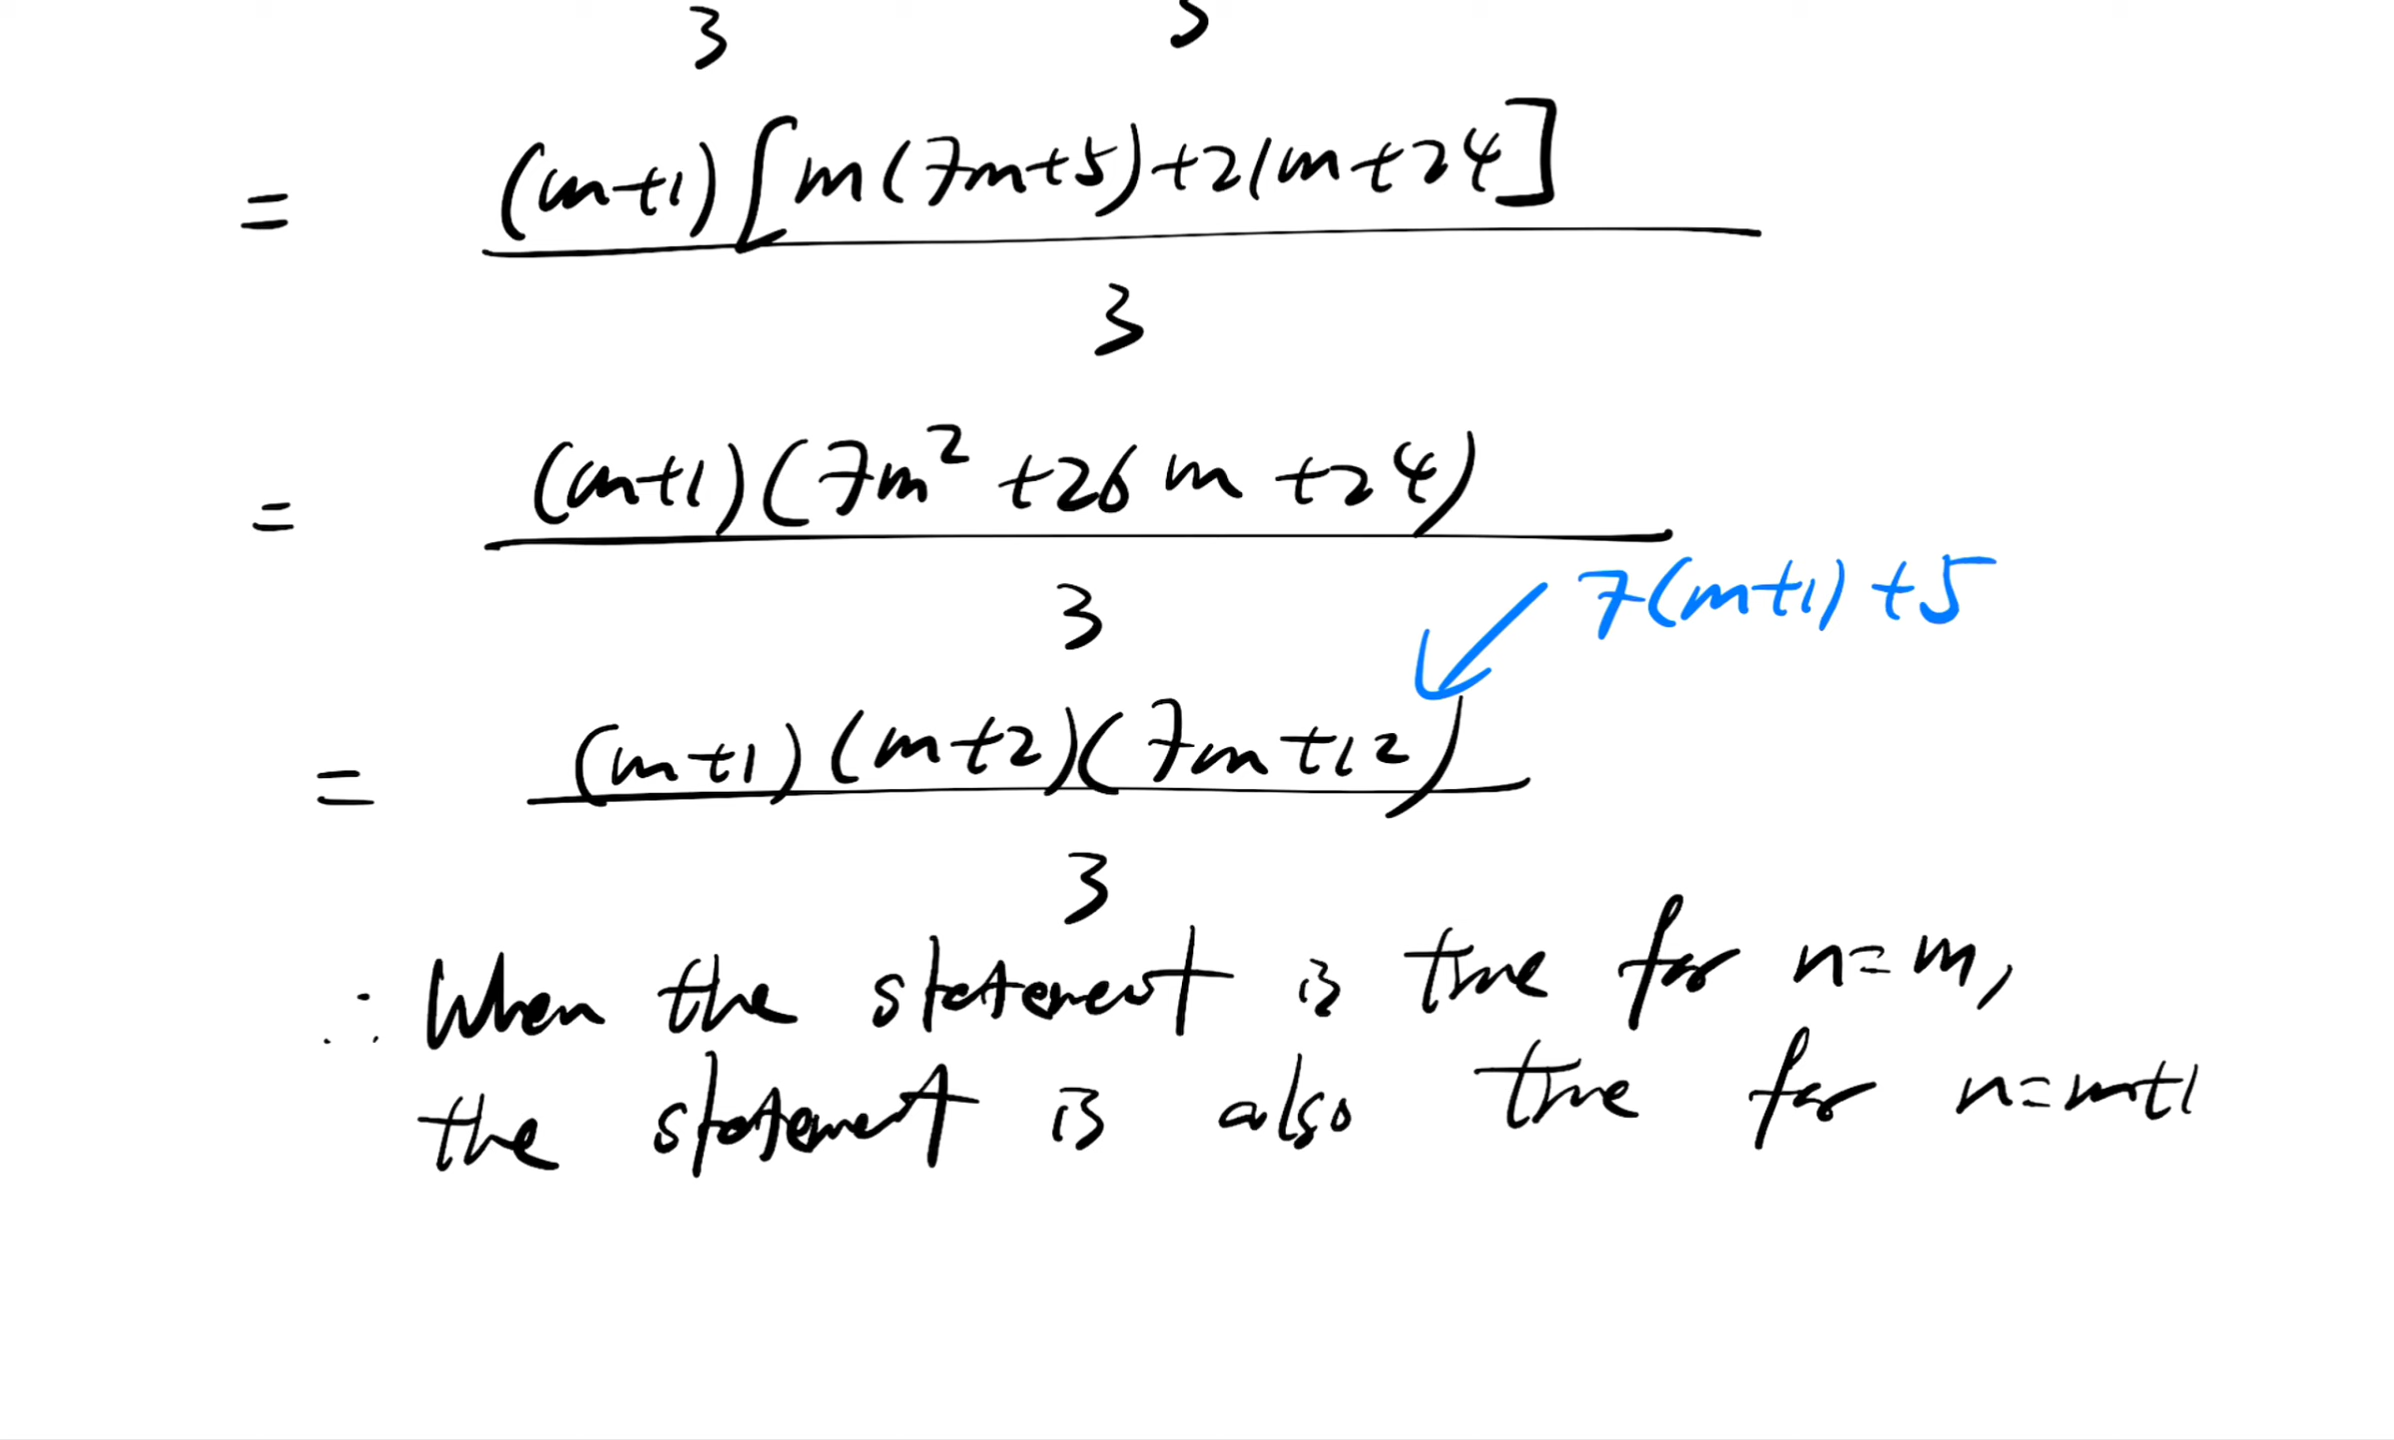 3 3
= (m+1)[m(7m+5)+21m+24]
3
= (m+1)(7m² +26m +24)
3
7(m+1)+5
= (m+1)(m+2)(7m+12)
3
∴ When the statement is true for n=m,
the statement is also true for n=m+1